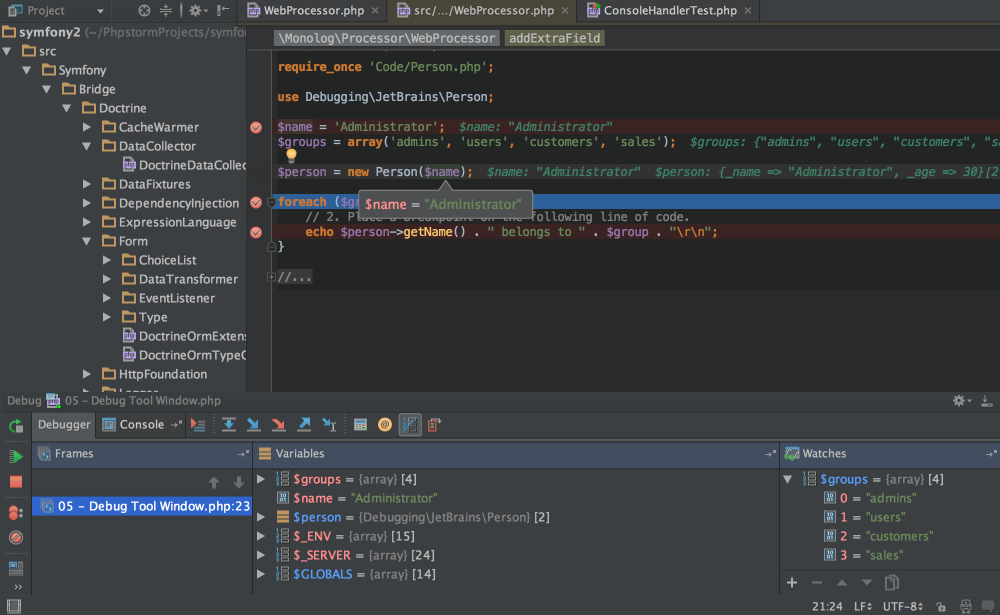 Project
WebProcessor.php
src/.../WebProcessor.php
ConsoleHandlerTest.php
symfony2 (~/PhpstormProjects/symfo
src
Symfony
Bridge
Doctrine
CacheWarmer
DataCollector
DoctrineDataCollec
DataFixtures
DependencyInjection
ExpressionLanguage
Form
ChoiceList
DataTransformer
EventListener
Type
DoctrineOrmExtens
DoctrineOrmTypeG
HttpFoundation
Logger
\Monolog\Processor\WebProcessor addExtraField
require_once 'Code/Person.php';
use Debugging\JetBrains\Person;
$name = 'Administrator'; $name: "Administrator"
$groups = array('admins', 'users', 'customers', 'sales'); $groups: {"admins", "users", "customers", "sa
$person = new Person($name); $name: "Administrator" $person: {_name => "Administrator", _age => 30}[2
foreach ($gr
$name = "Administrator"
// 2. Place a breakpoint on the following line of code.
echo $person->getName() . " belongs to " . $group . "\r\n";
}
//...
Debug 05 – Debug Tool Window.php
Debugger Console
Frames
05 – Debug Tool Window.php:23
Variables
$groups = {array} [4]
$name = "Administrator"
$person = {Debugging\JetBrains\Person} [2]
$_ENV = {array} [15]
$_SERVER = {array} [24]
$GLOBALS = {array} [14]
Watches
$groups = {array} [4]
0 = "admins"
1 = "users"
2 = "customers"
3 = "sales"
21:24 LF UTF-8